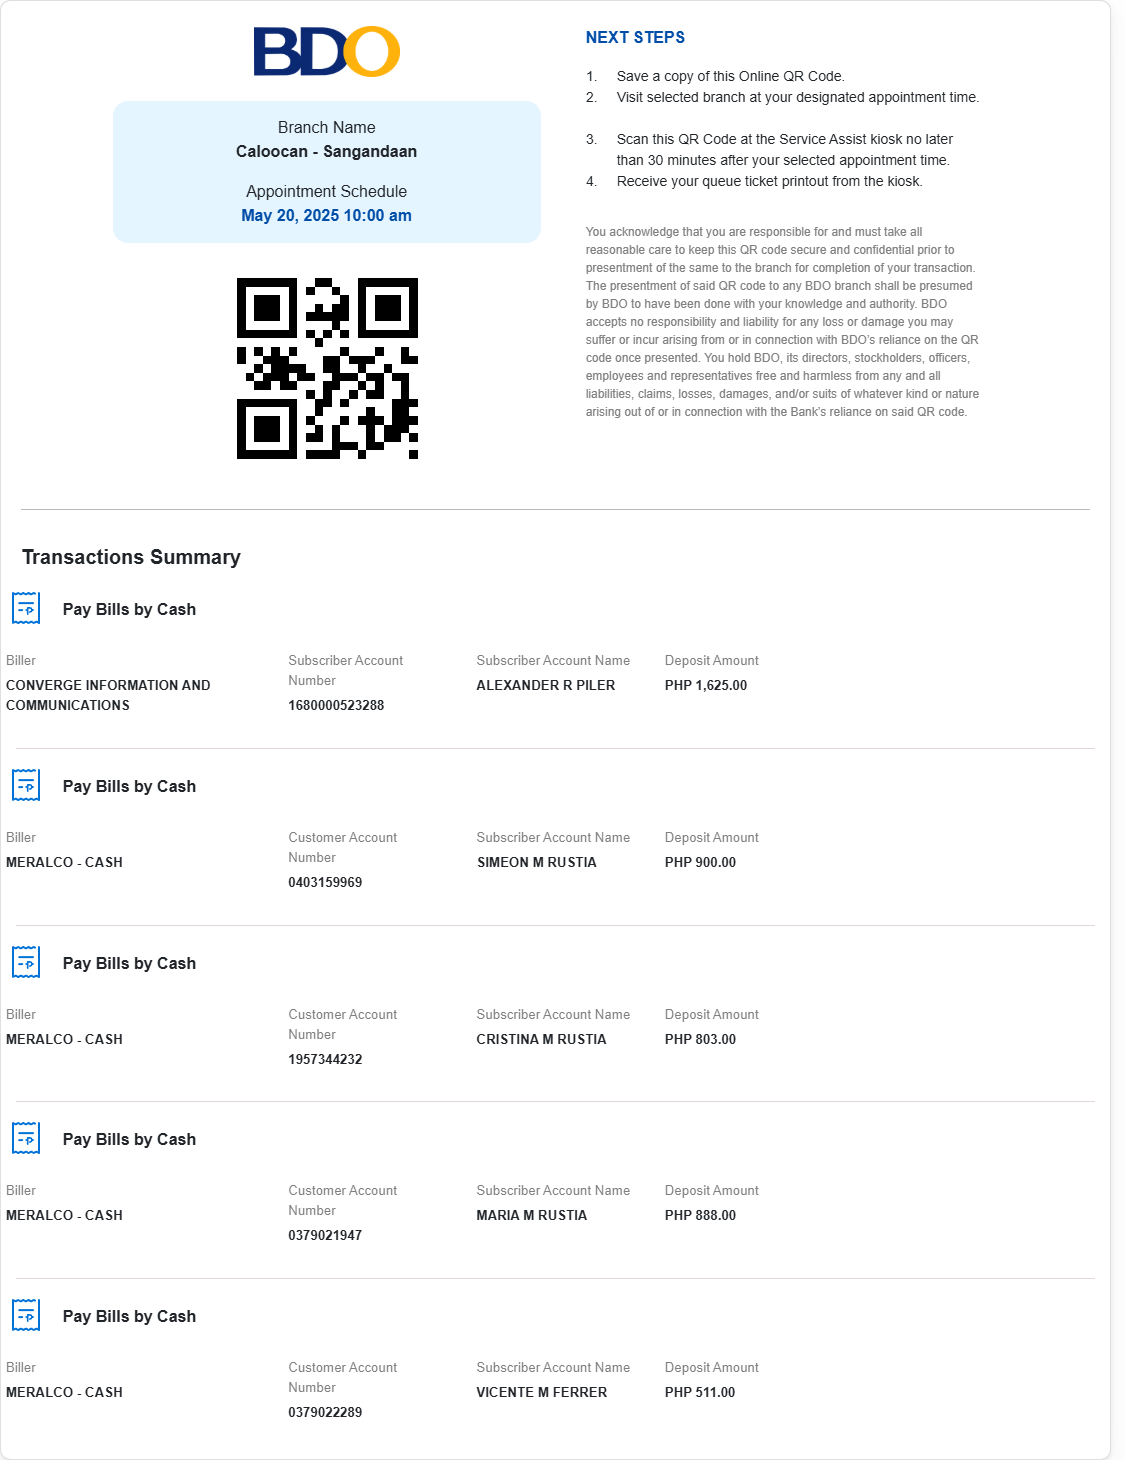 BDO
Branch Name
Caloocan - Sangandaan
Appointment Schedule
May 20, 2025 10:00 am
NEXT STEPS
1. Save a copy of this Online QR Code.
2. Visit selected branch at your designated appointment time.
3. Scan this QR Code at the Service Assist kiosk no later
than 30 minutes after your selected appointment time.
4. Receive your queue ticket printout from the kiosk.
You acknowledge that you are responsible for and must take all
reasonable care to keep this QR code secure and confidential prior to
presentment of the same to the branch for completion of your transaction.
The presentment of said QR code to any BDO branch shall be presumed
by BDO to have been done with your knowledge and authority. BDO
accepts no responsibility and liability for any loss or damage you may
suffer or incur arising from or in connection with BDO's reliance on the QR
code once presented. You hold BDO, its directors, stockholders, officers,
employees and representatives free and harmless from any and all
liabilities, claims, losses, damages, and/or suits of whatever kind or nature
arising out of or in connection with the Bank's reliance on said QR code.
Transactions Summary
Pay Bills by Cash
Biller Subscriber Account Subscriber Account Name Deposit Amount
Number
CONVERGE INFORMATION AND ALEXANDER R PILER PHP 1,625.00
COMMUNICATIONS 1680000523288
Pay Bills by Cash
Biller Customer Account Subscriber Account Name Deposit Amount
Number
MERALCO - CASH SIMEON M RUSTIA PHP 900.00
0403159969
Pay Bills by Cash
Biller Customer Account Subscriber Account Name Deposit Amount
Number
MERALCO - CASH CRISTINA M RUSTIA PHP 803.00
1957344232
Pay Bills by Cash
Biller Customer Account Subscriber Account Name Deposit Amount
Number
MERALCO - CASH MARIA M RUSTIA PHP 888.00
0379021947
Pay Bills by Cash
Biller Customer Account Subscriber Account Name Deposit Amount
Number
MERALCO - CASH VICENTE M FERRER PHP 511.00
0379022289